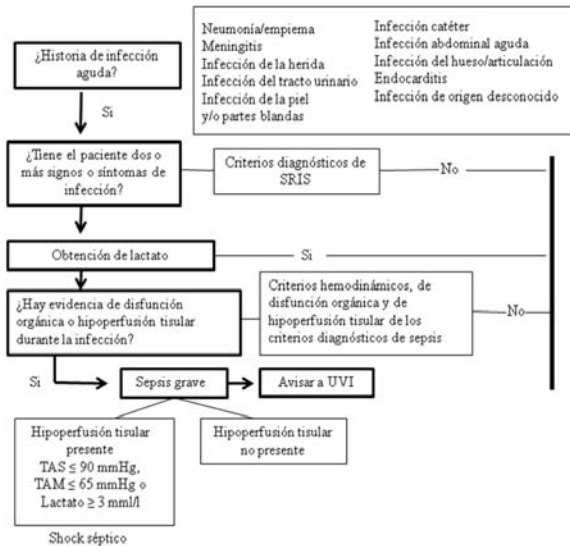 ¿Historia de infección
aguda?
Neumonía/empiema
Meningitis
Infección de la herida
Infección del tracto urinario
Infección de la piel
y/o partes blandas
Infección catéter
Infección abdominal aguda
Infección del hueso/articulación
Endocarditis
Infección de origen desconocido
Si
¿Tiene el paciente dos o
más signos o síntomas de
infección?
Criterios diagnósticos de
SRIS
No
Obtención de lactato
Si
¿Hay evidencia de disfunción
orgánica o hipoperfusión tisular
durante la infección?
Criterios hemodinámicos, de
disfunción orgánica y de
hipoperfusión tisular de los
criterios diagnósticos de sepsis
No
Si
Sepsis grave
Avisar a UVI
Hipoperfusión tisular
presente
TAS ≤ 90 mmHg,
TAM ≤ 65 mmHg o
Lactato ≥ 3 mml/l
Hipoperfusión tisular
no presente
Shock séptico